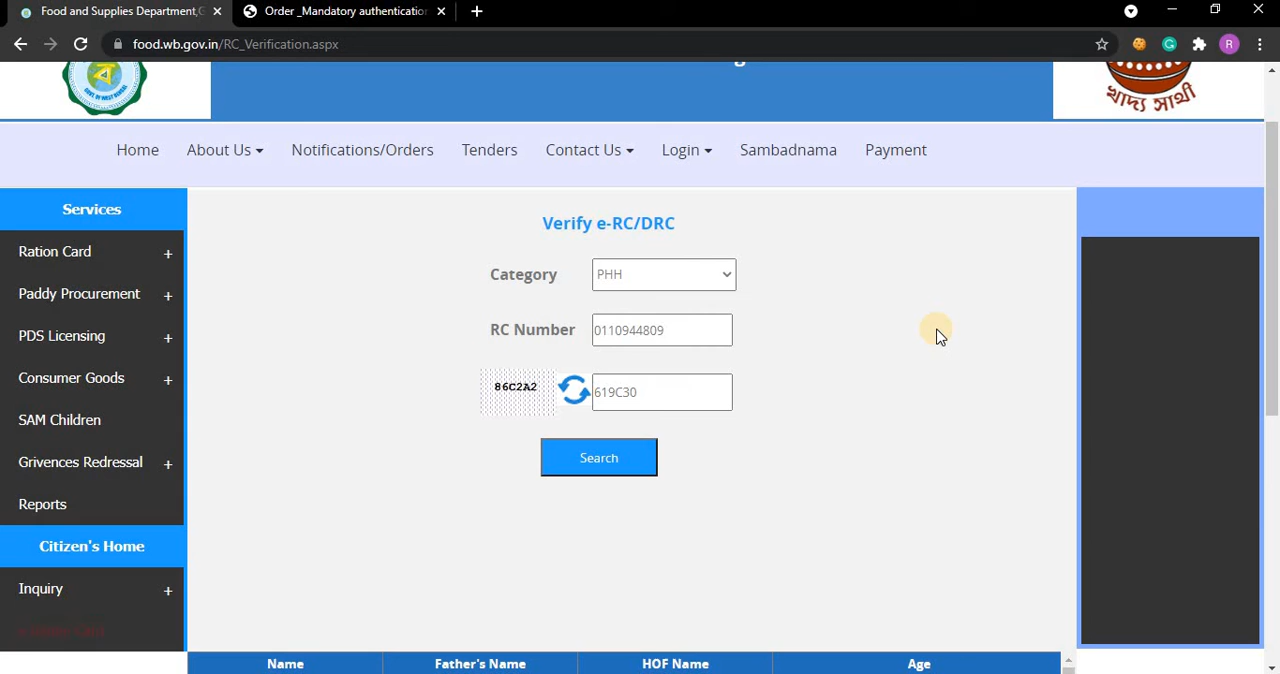 Food and Supplies Department,G
Order _Mandatory authentication
food.wb.gov.in/RC_Verification.aspx
R
খাদ্য সাথী
Home
About Us
Notifications/Orders
Tenders
Contact Us
Login
Sambadnama
Payment
Services
Ration Card +
Paddy Procurement +
PDS Licensing +
Consumer Goods +
SAM Children
Grivences Redressal +
Reports
Citizen's Home
Inquiry +
Verify e-RC/DRC
Category PHH
RC Number 0110944809
86C2A2 619C30
Search
Name Father's Name HOF Name Age